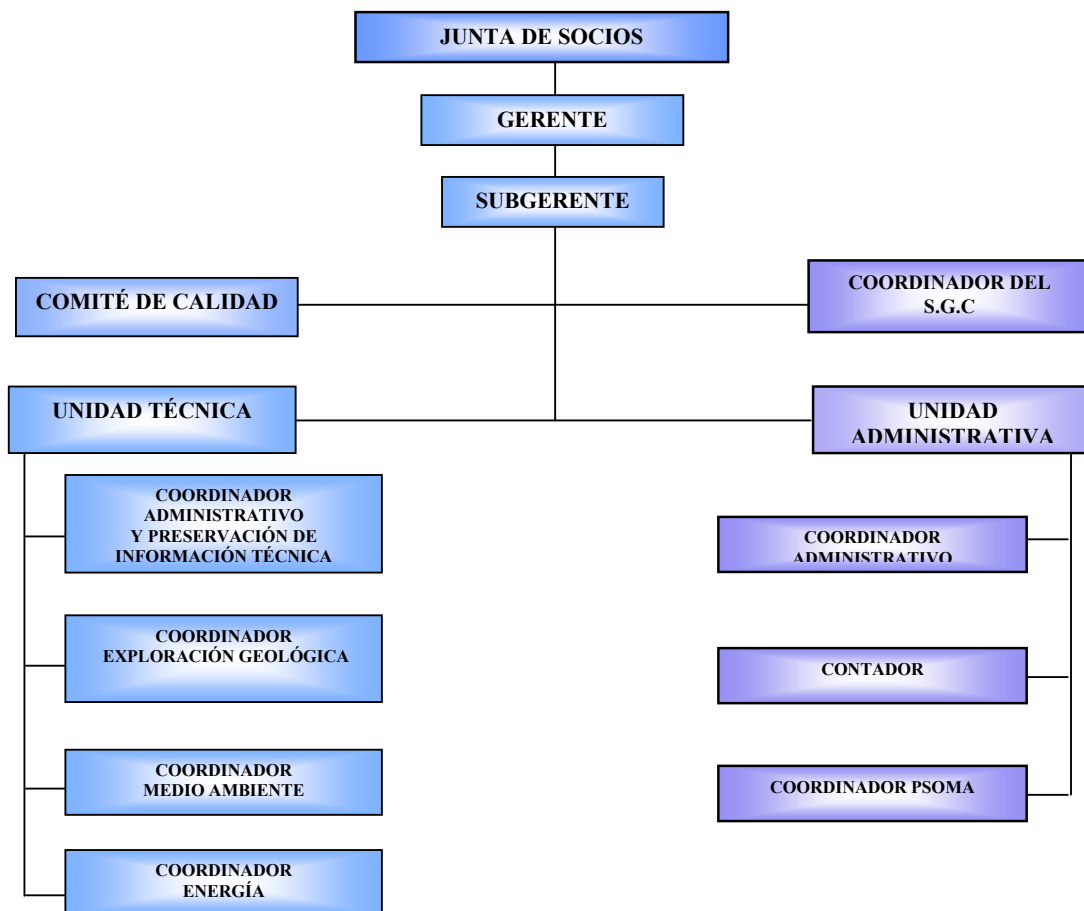 JUNTA DE SOCIOS
GERENTE
SUBGERENTE
COMITÉ DE CALIDAD
COORDINADOR DEL
S.G.C
UNIDAD TÉCNICA
UNIDAD
ADMINISTRATIVA
COORDINADOR
ADMINISTRATIVO
Y PRESERVACIÓN DE
INFORMACIÓN TÉCNICA
COORDINADOR
EXPLORACIÓN GEOLÓGICA
COORDINADOR
MEDIO AMBIENTE
COORDINADOR
ENERGÍA
COORDINADOR
ADMINISTRATIVO
CONTADOR
COORDINADOR PSOMA